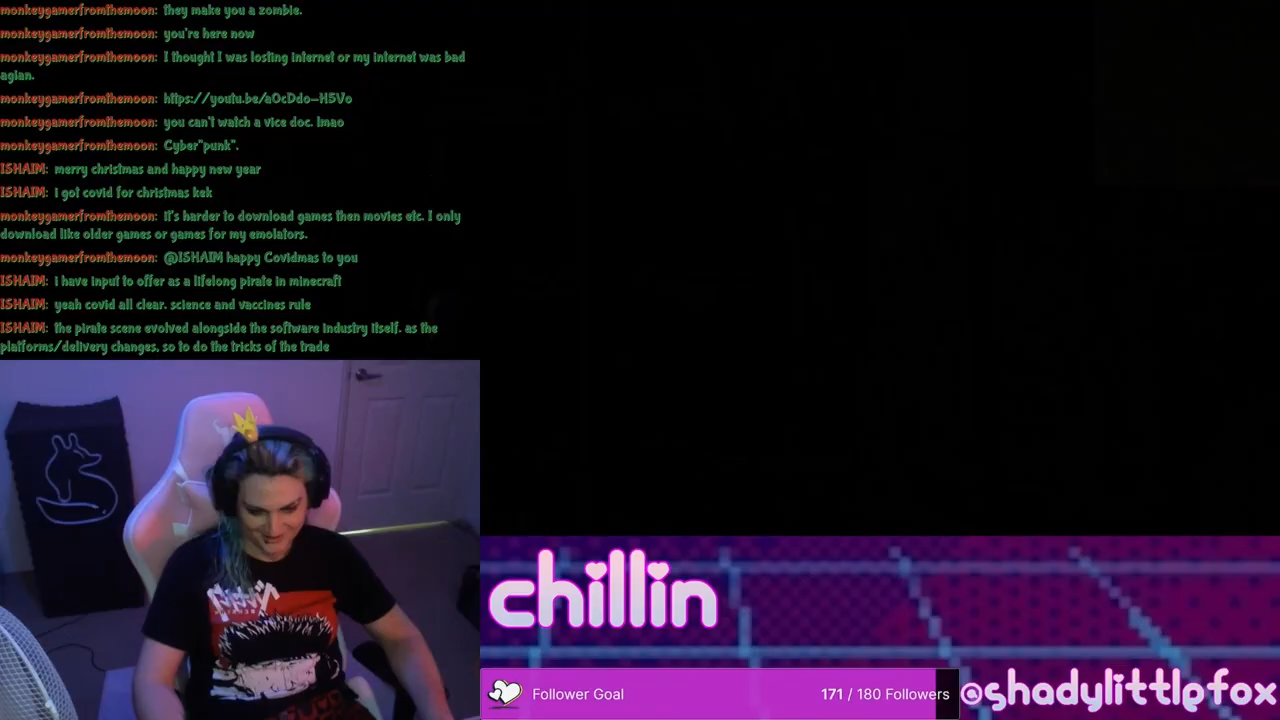 monkeygamerfromthemoon: they make you a zombie.
monkeygamerfromthemoon: you're here now
monkeygamerfromthemoon: I thought I was losting internet or my internet was bad
agian.
monkeygamerfromthemoon: https://youtu.be/aOcDdo-H5Vo
monkeygamerfromthemoon: you can't watch a vice doc. lmao
monkeygamerfromthemoon: Cyber"punk".
ISHAIM: merry christmas and happy new year
ISHAIM: i got covid for christmas kek
monkeygamerfromthemoon: it's harder to download games then movies etc. I only
download like older games or games for my emolators.
monkeygamerfromthemoon: @ISHAIM happy Covidmas to you
ISHAIM: i have input to offer as a lifelong pirate in minecraft
ISHAIM: yeah covid all clear. science and vaccines rule
ISHAIM: the pirate scene evolved alongside the software industry itself. as the
platforms/delivery changes, so to do the tricks of the trade
chillin
Follower Goal
171 / 180 Followers
@shadylittlefox